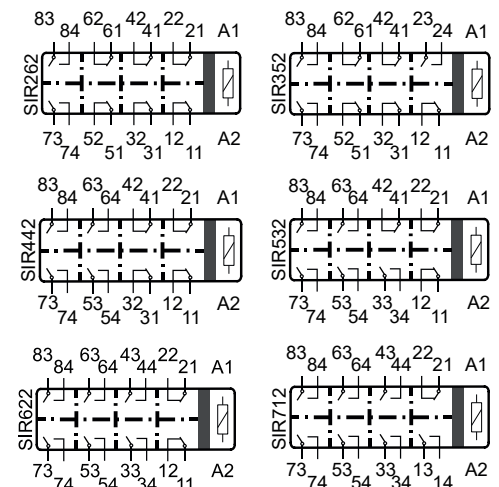 83 84 62 61 42 41 22 21 A1
SIR262
73 74 52 51 32 31 12 11 A2
83 84 62 61 42 41 23 24 A1
SIR352
73 74 52 51 32 31 12 11 A2
83 84 63 64 42 41 22 21 A1
SIR442
73 74 53 54 32 31 12 11 A2
83 84 63 64 42 41 22 21 A1
SIR532
73 74 53 54 33 34 12 11 A2
83 84 63 64 43 44 22 21 A1
SIR622
73 74 53 54 33 34 12 11 A2
83 84 63 64 43 44 22 21 A1
SIR712
73 74 53 54 33 34 13 14 A2